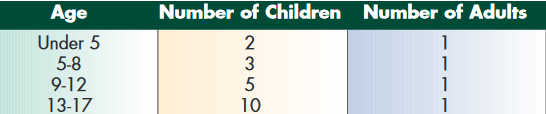 Age Number of Children Number of Adults
Under 5 2 1
5-8 3 1
9-12 5 1
13-17 10 1